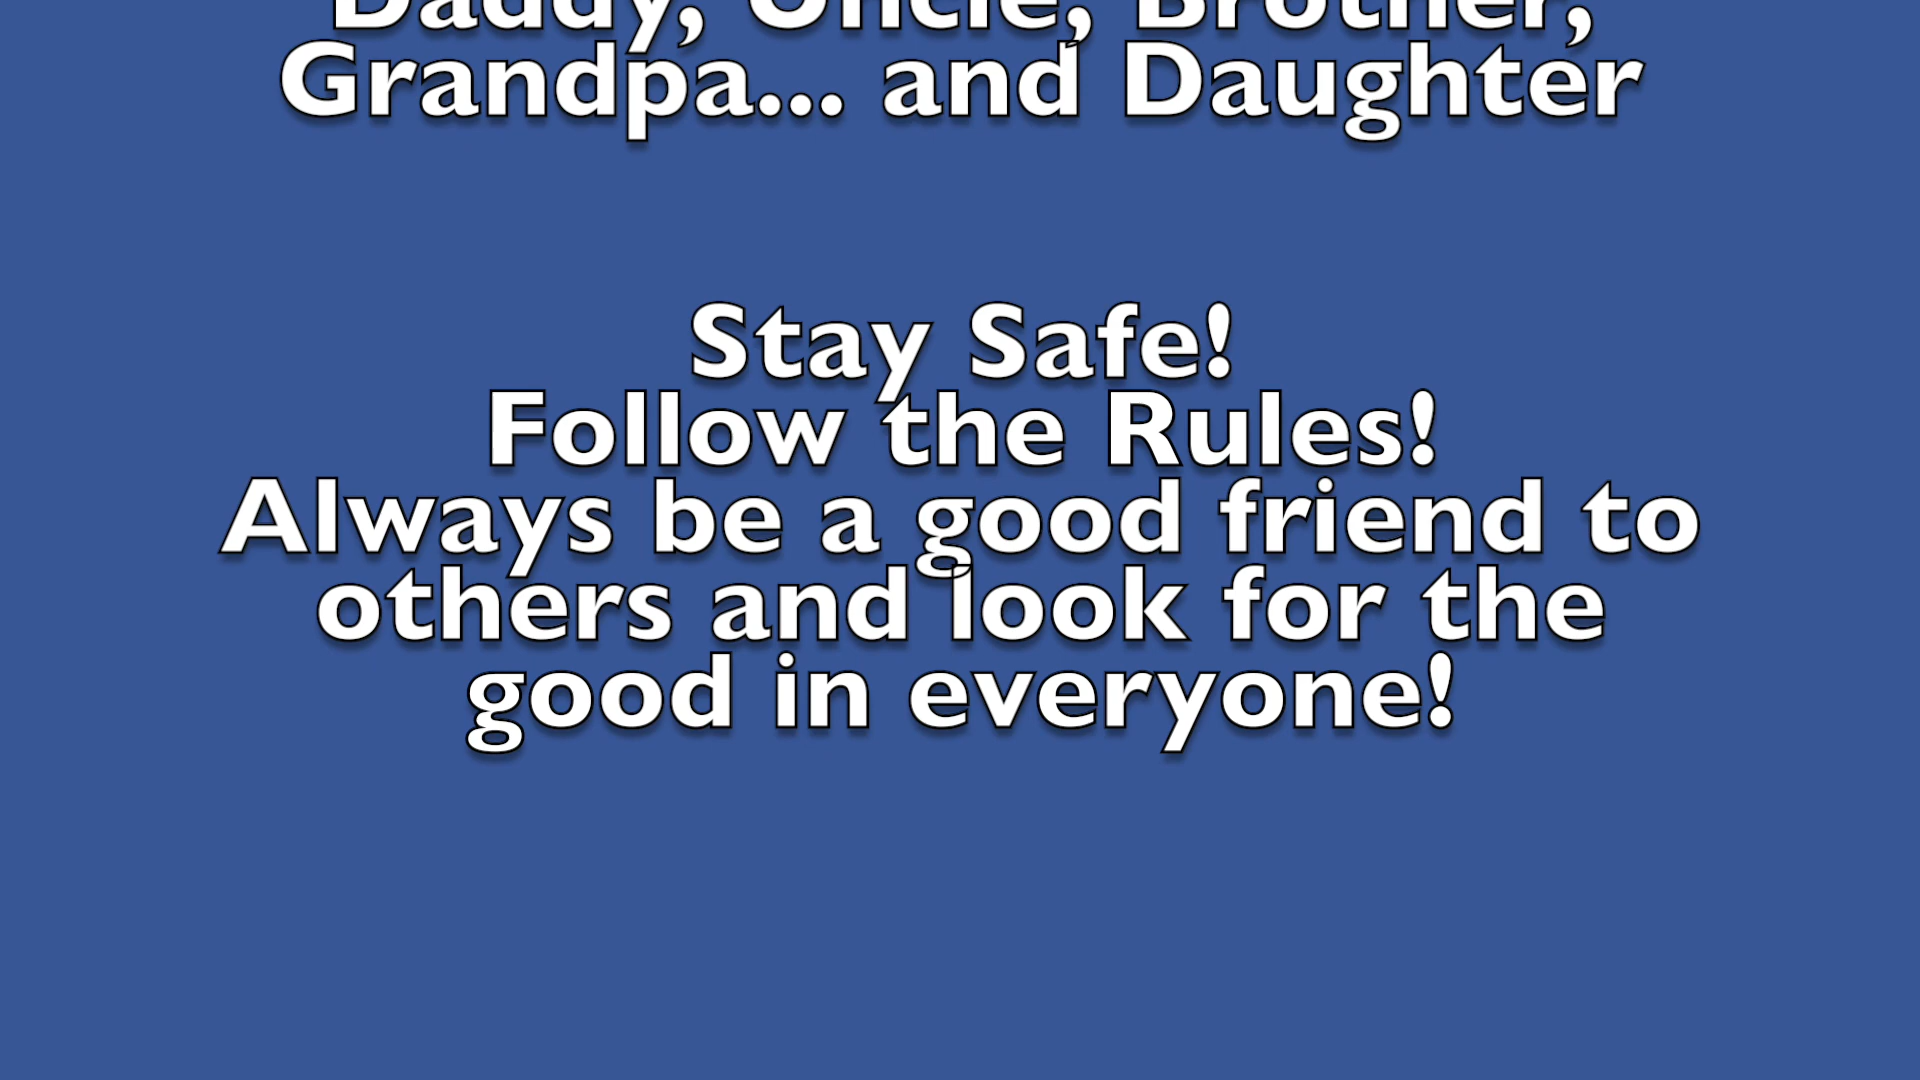 Daddy, Uncle, Brother,
Grandpa... and Daughter
Stay Safe!
Follow the Rules!
Always be a good friend to
others and look for the
good in everyone!